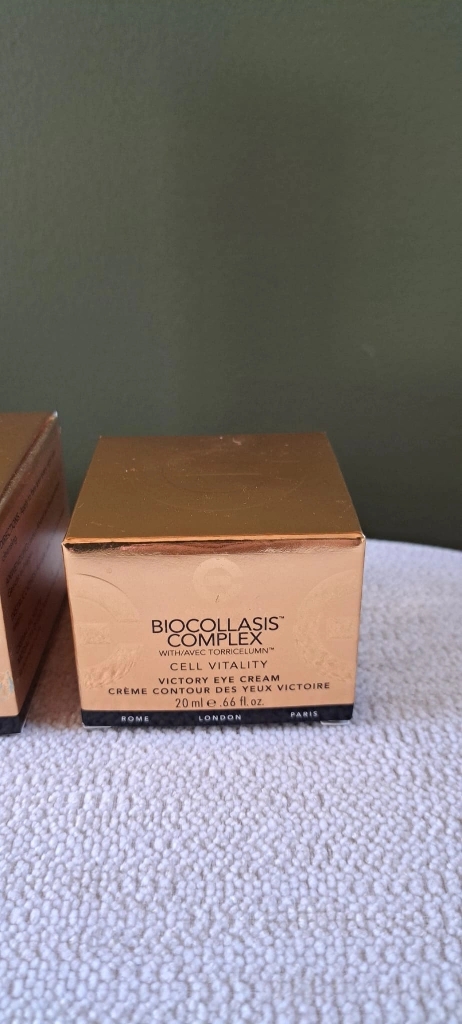 BIOCOLLASIS™
COMPLEX
WITH/AVEC TORRICELUMN™
CELL VITALITY
VICTORY EYE CREAM
CRÈME CONTOUR DES YEUX VICTOIRE
20 ml ℮ .66 fl. oz.
ROME LONDON PARIS